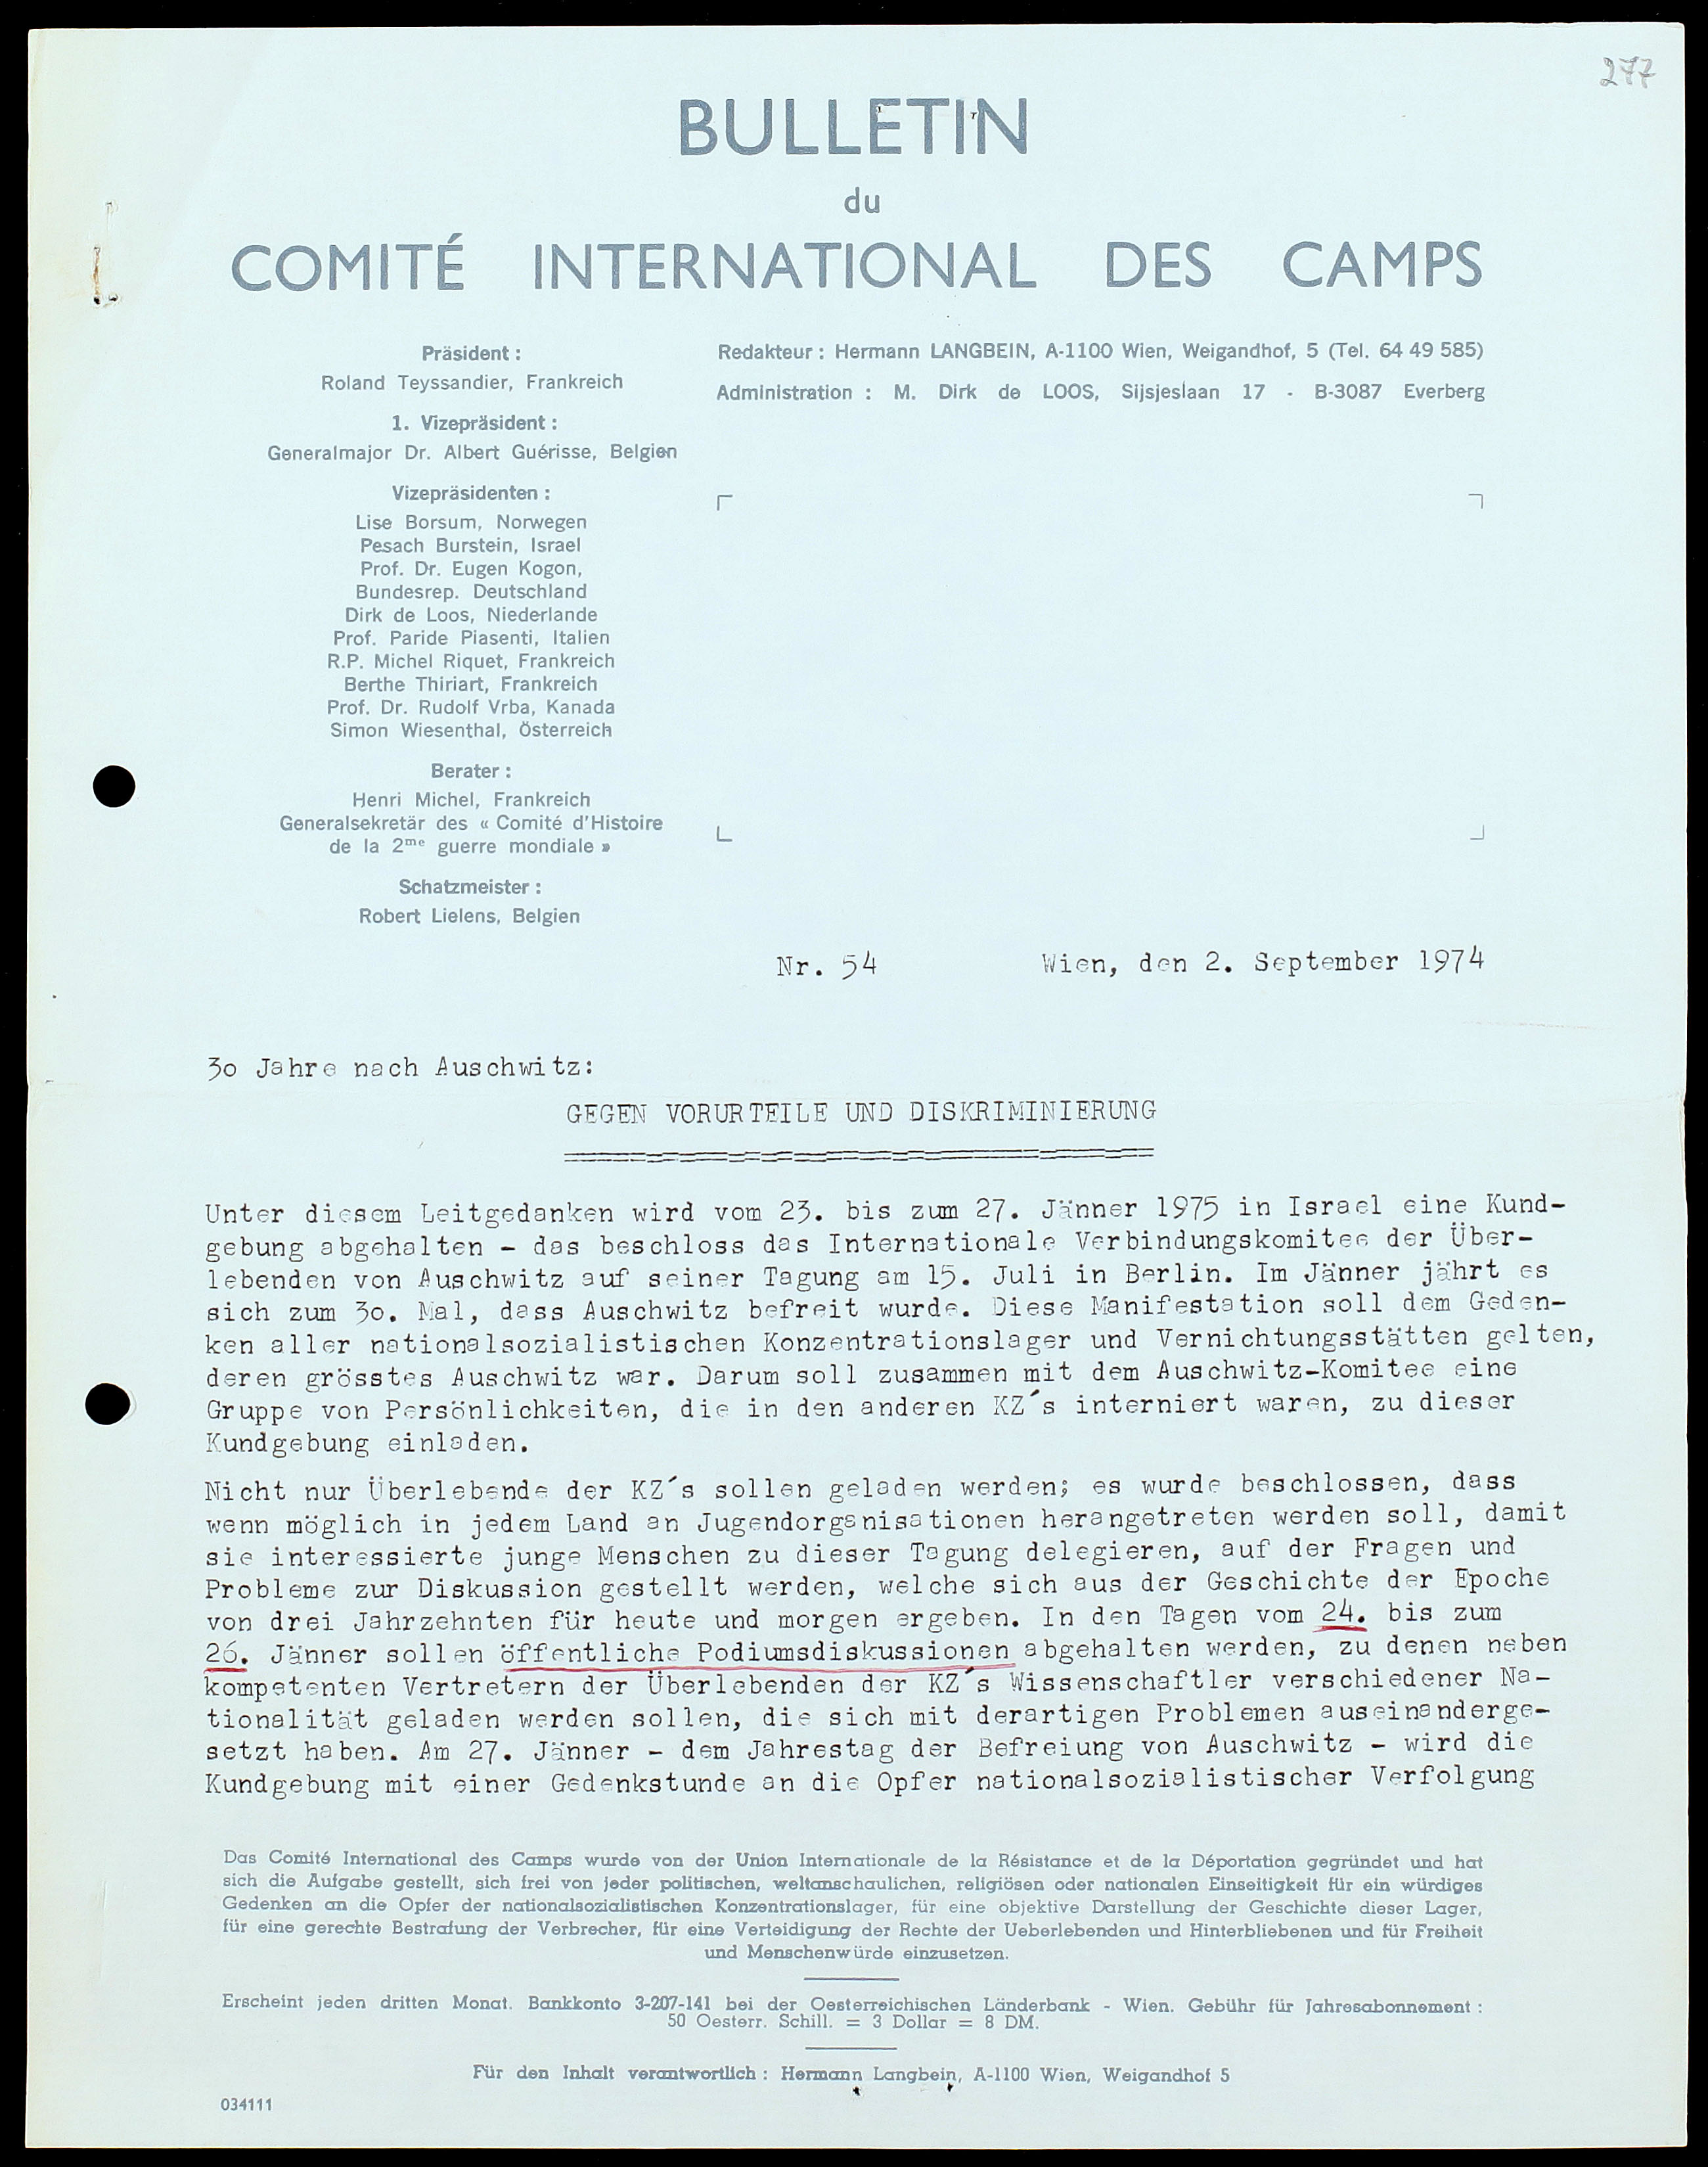 277
BULLETIN
du
COMITÉ INTERNATIONAL DES CAMPS
Präsident :
Roland Teyssandier, Frankreich
1. Vizepräsident :
Generalmajor Dr. Albert Guérisse, Belgien
Vizepräsidenten :
Lise Borsum, Norwegen
Pesach Burstein, Israel
Prof. Dr. Eugen Kogon,
Bundesrep. Deutschland
Dirk de Loos, Niederlande
Prof. Paride Piasenti, Italien
R.P. Michel Riquet, Frankreich
Berthe Thiriart, Frankreich
Prof. Dr. Rudolf Vrba, Kanada
Simon Wiesenthal, Österreich
Berater :
Henri Michel, Frankreich
Generalsekretär des « Comité d'Histoire
de la 2me guerre mondiale »
Schatzmeister :
Robert Lielens, Belgien
Redakteur : Hermann LANGBEIN, A-1100 Wien, Weigandhof, 5 (Tel. 64 49 585)
Administration : M. Dirk de LOOS, Sijsjeslaan 17 - B-3087 Everberg
Nr. 54 Wien, den 2. September 1974
3o Jahre nach Auschwitz:
GEGEN VORURTEILE UND DISKRIMINIERUNG
Unter diesem Leitgedanken wird vom 23. bis zum 27. Jänner 1975 in Israel eine Kund-
gebung abgehalten - das beschloss das Internationale Verbindungskomitee der Über-
lebenden von Auschwitz auf seiner Tagung am 15. Juli in Berlin. Im Jänner jährt es
sich zum 3o. Mal, dass Auschwitz befreit wurde. Diese Manifestation soll dem Geden-
ken aller nationalsozialistischen Konzentrationslager und Vernichtungsstätten gelten,
deren grösstes Auschwitz war. Darum soll zusammen mit dem Auschwitz-Komitee eine
Gruppe von Persönlichkeiten, die in den anderen KZ´s interniert waren, zu dieser
Kundgebung einladen.
Nicht nur Überlebende der KZ´s sollen geladen werden; es wurde beschlossen, dass
wenn möglich in jedem Land an Jugendorganisationen herangetreten werden soll, damit
sie interessierte junge Menschen zu dieser Tagung delegieren, auf der Fragen und
Probleme zur Diskussion gestellt werden, welche sich aus der Geschichte der Epoche
von drei Jahrzehnten für heute und morgen ergeben. In den Tagen vom 24. bis zum
26. Jänner sollen öffentliche Podiumsdiskussionen abgehalten werden, zu denen neben
kompetenten Vertretern der Überlebenden der KZ´s Wissenschaftler verschiedener Na-
tionalität geladen werden sollen, die sich mit derartigen Problemen auseinanderge-
setzt haben. Am 27. Jänner - dem Jahrestag der Befreiung von Auschwitz - wird die
Kundgebung mit einer Gedenkstunde an die Opfer nationalsozialistischer Verfolgung
Das Comité International des Camps wurde von der Union Internationale de la Résistance et de la Déportation gegründet und hat
sich die Aufgabe gestellt, sich frei von jeder politischen, weltanschaulichen, religiösen oder nationalen Einseitigkeit für ein würdiges
Gedenken an die Opfer der nationalsozialistischen Konzentrationslager, für eine objektive Darstellung der Geschichte dieser Lager,
für eine gerechte Bestrafung der Verbrecher, für eine Verteidigung der Rechte der Ueberlebenden und Hinterbliebenen und für Freiheit
und Menschenwürde einzusetzen.
Erscheint jeden dritten Monat. Bankkonto 3-207-141 bei der Oesterreichischen Länderbank - Wien. Gebühr für Jahresabonnement :
50 Oesterr. Schill. = 3 Dollar = 8 DM.
Für den Inhalt verantwortlich : Hermann Langbein, A-1100 Wien, Weigandhof 5
034111